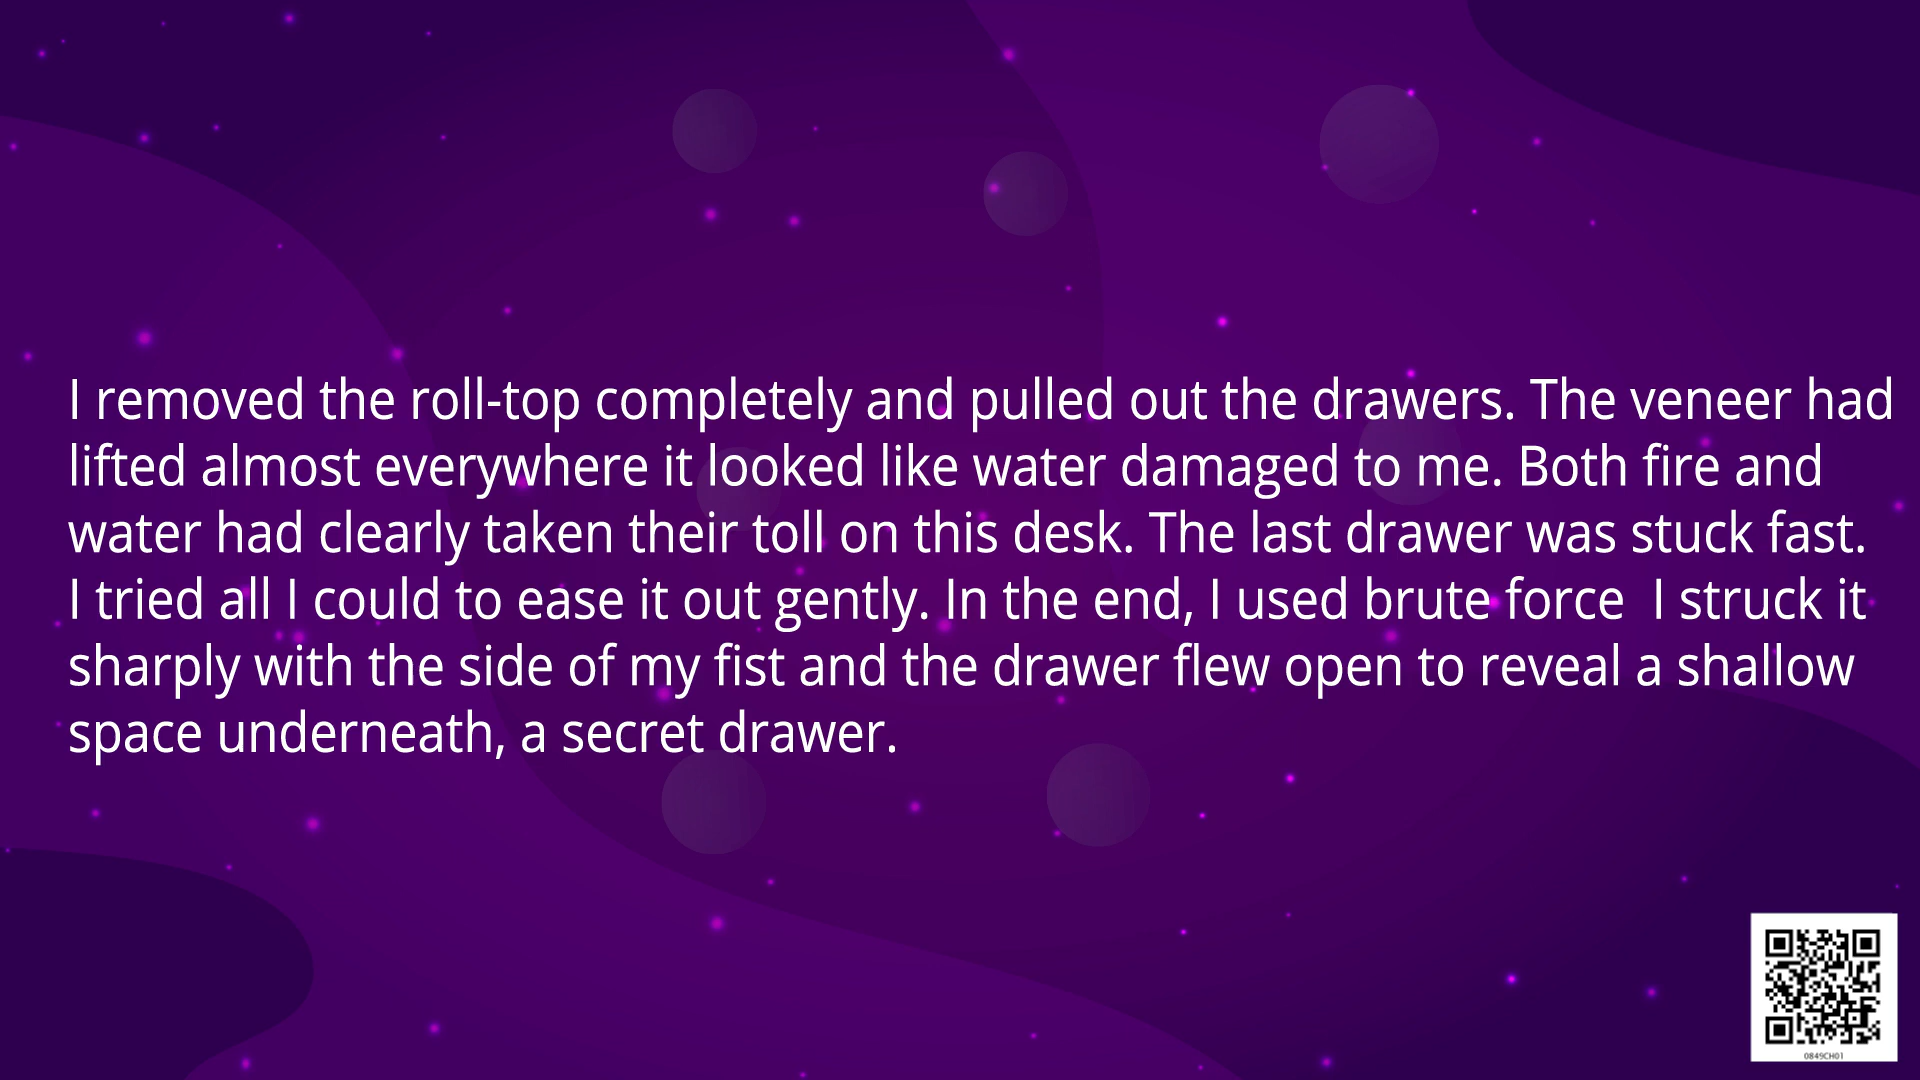 I removed the roll-top completely and pulled out the drawers. The veneer had
lifted almost everywhere it looked like water damaged to me. Both fire and
water had clearly taken their toll on this desk. The last drawer was stuck fast.
I tried all I could to ease it out gently. In the end, I used brute force  I struck it
sharply with the side of my fist and the drawer flew open to reveal a shallow
space underneath, a secret drawer.
0849CH01